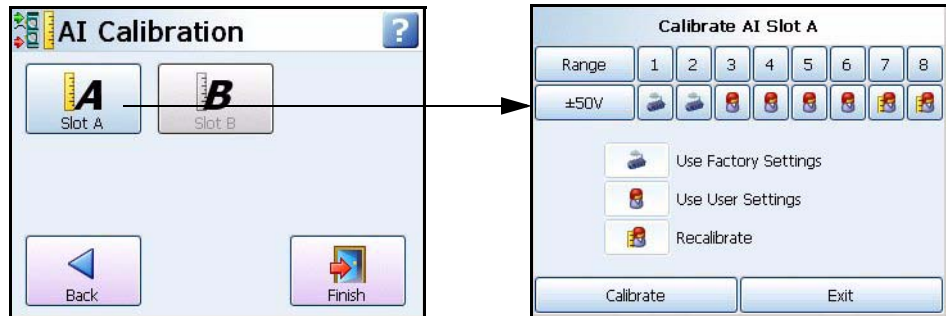 AI Calibration
?
A
Slot A
B
Slot B
Back
Finish
Calibrate AI Slot A
Range 1 2 3 4 5 6 7 8
±50V
Use Factory Settings
Use User Settings
Recalibrate
Calibrate Exit